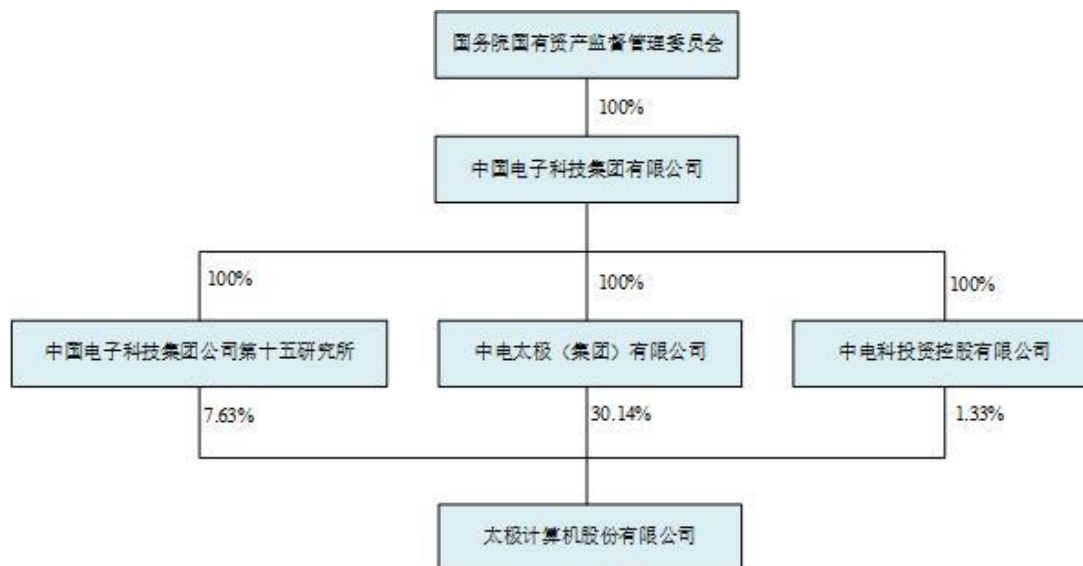 国务院国有资产监督管理委员会
100%
中国电子科技集团有限公司
100%
100%
100%
中国电子科技集团公司第十五研究所
中电太极（集团）有限公司
中电科投资控股有限公司
7.63%
30.14%
1.33%
太极计算机股份有限公司